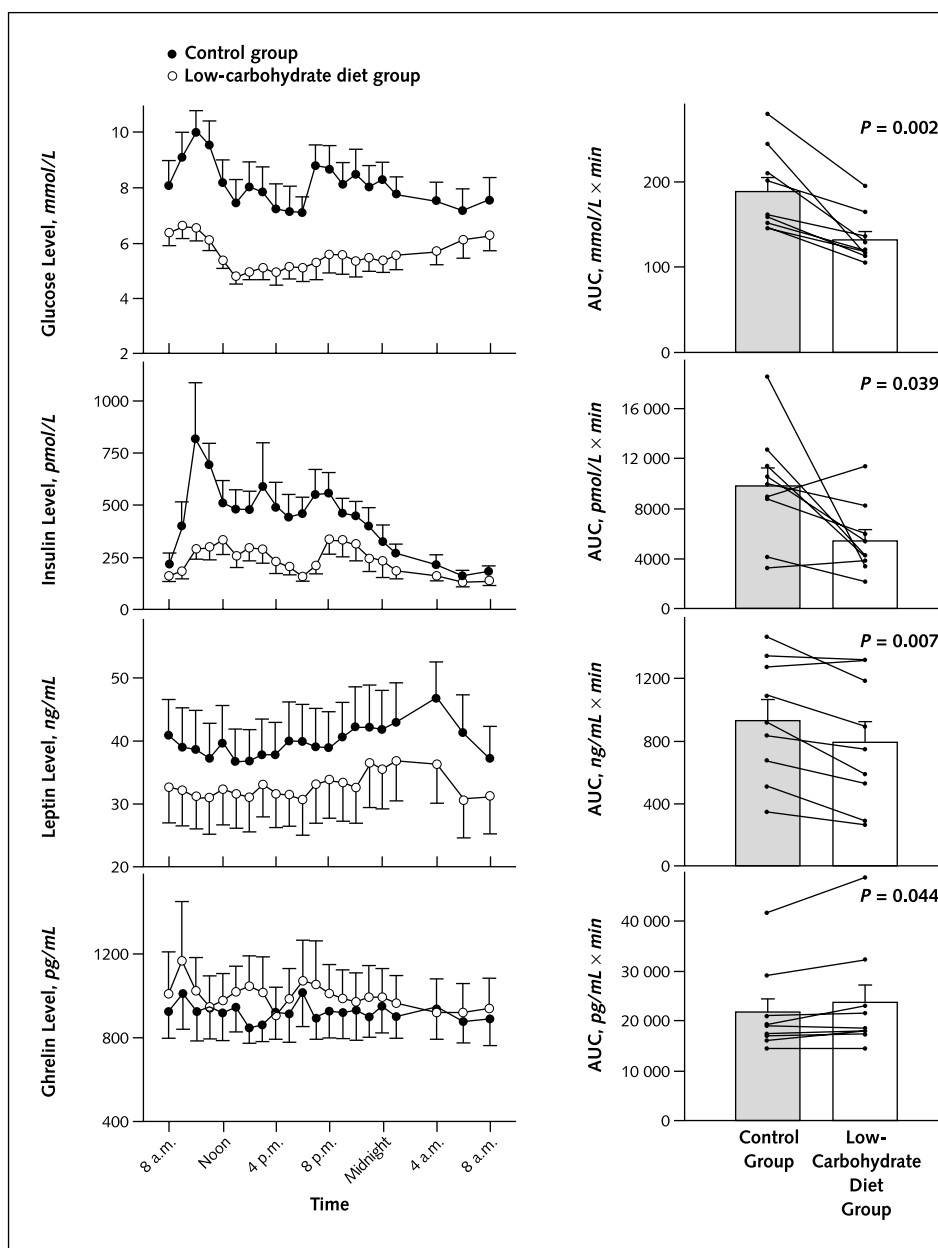 Control group
Low-carbohydrate diet group
Glucose Level, mmol/L
10
8
6
4
2
AUC, mmol/L × min
200
100
0
P = 0.002
Insulin Level, pmol/L
1000
750
500
250
0
AUC, pmol/L × min
16 000
12 000
8000
4000
0
P = 0.039
Leptin Level, ng/mL
50
40
30
20
AUC, ng/mL × min
1200
800
400
0
P = 0.007
Ghrelin Level, pg/mL
1200
800
400
AUC, pg/mL × min
40 000
30 000
20 000
10 000
0
P = 0.044
8 a.m.
Noon
4 p.m.
8 p.m.
Midnight
4 a.m.
8 a.m.
Time
Control
Group
Low-
Carbohydrate
Diet
Group